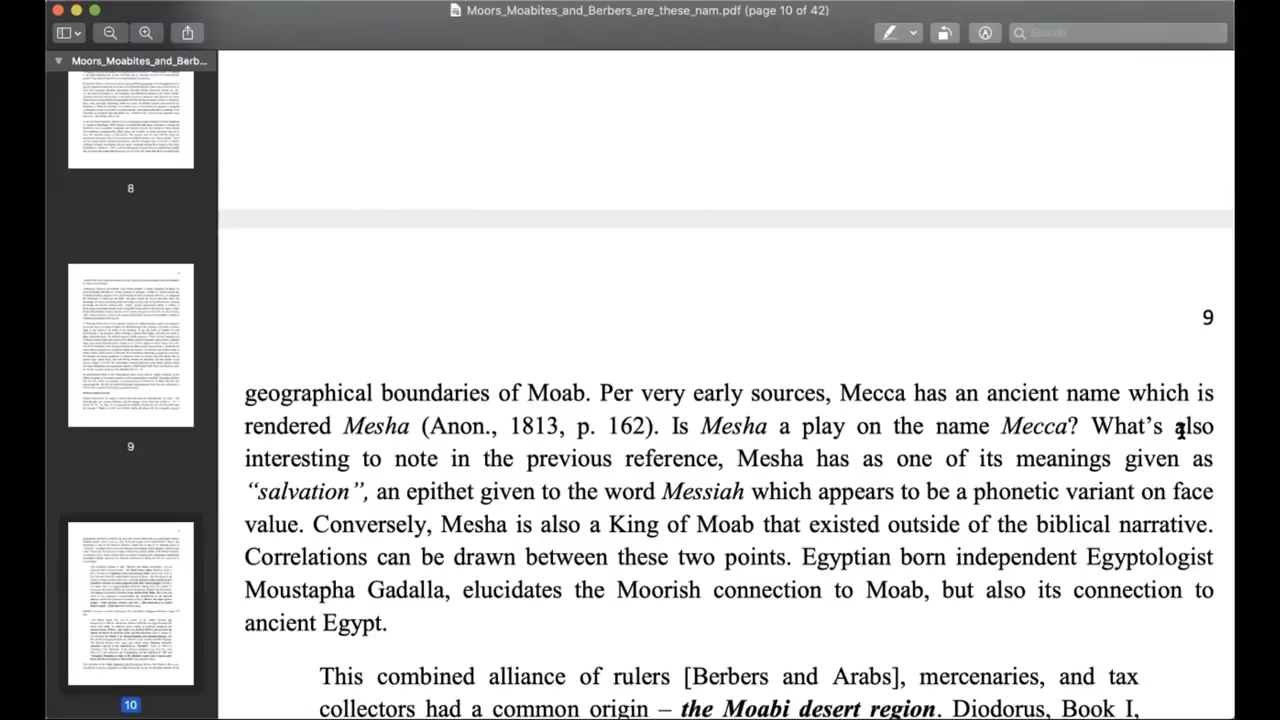 Moors_Moabites_and_Berbers_are_these_nam.pdf (page 10 of 42)
Search
Moors_Moabites_and_Berb...
8
9
10
9
geographical boundaries of Moab. Per very early sources, Mecca has an ancient name which is
rendered Mesha (Anon., 1813, p. 162). Is Mesha a play on the name Mecca? What's also
interesting to note in the previous reference, Mesha has as one of its meanings given as
"salvation", an epithet given to the word Messiah which appears to be a phonetic variant on face
value. Conversely, Mesha is also a King of Moab that existed outside of the biblical narrative.
Correlations can be drawn between these two points. Egyptian born independent Egyptologist
Moustapha Gadalla, elucidates the Moorish connection to Moab, but also its connection to
ancient Egypt.
This combined alliance of rulers [Berbers and Arabs], mercenaries, and tax
collectors had a common origin – the Moabi desert region. Diodorus, Book I,